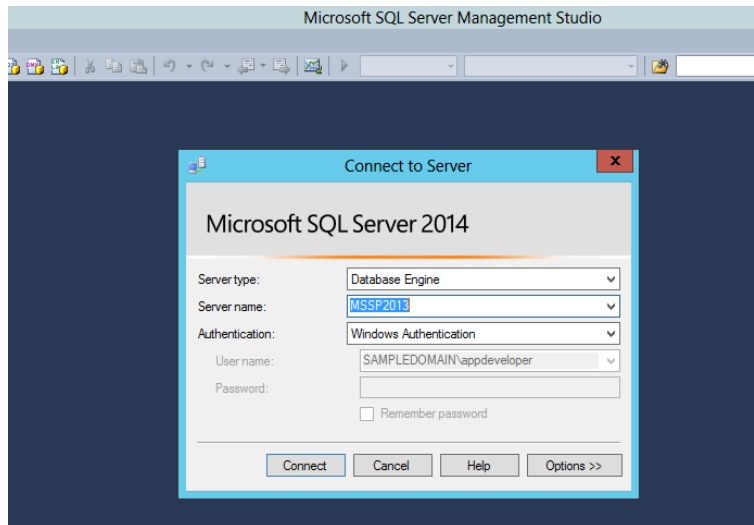 Microsoft SQL Server Management Studio
Connect to Server
x
Microsoft SQL Server 2014
Server type: Database Engine
Server name: MSSP2013
Authentication: Windows Authentication
User name: SAMPLEDOMAIN\appdeveloper
Password:
Remember password
Connect Cancel Help Options >>